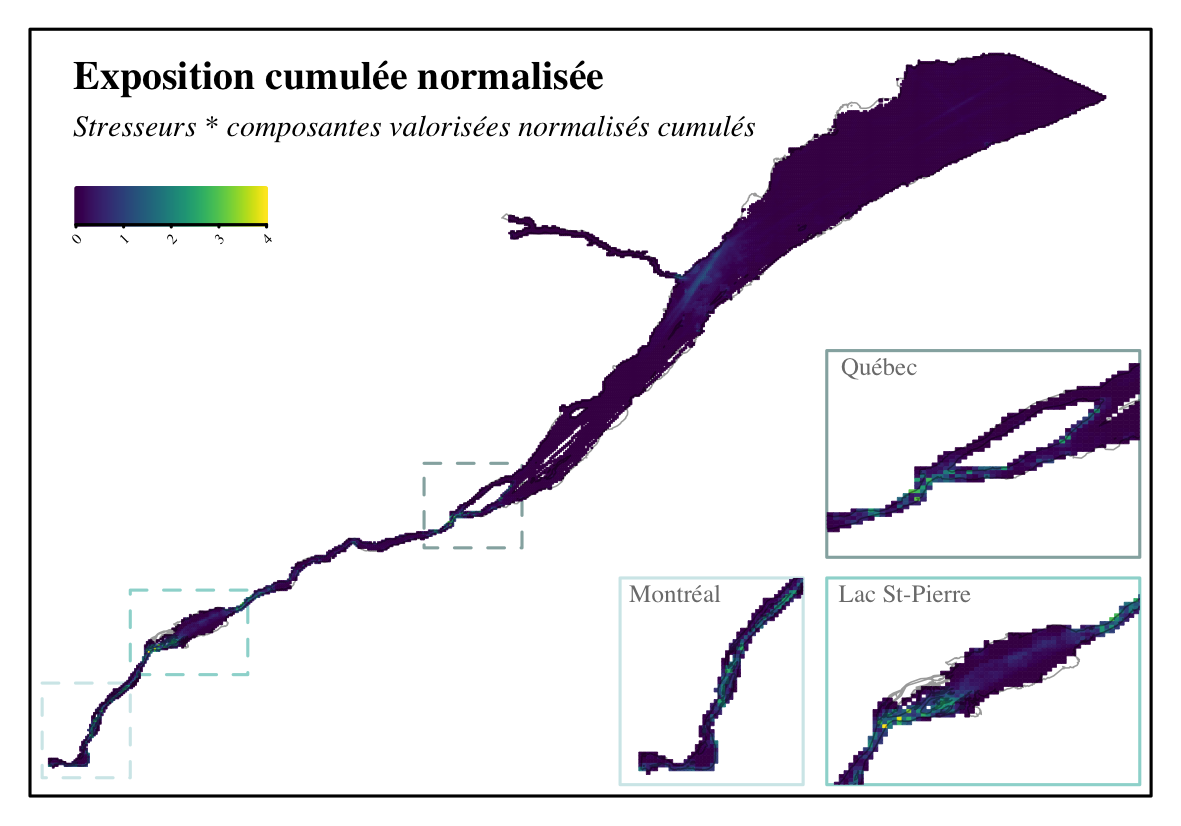 Exposition cumulée normalisée
Stresseurs * composantes valorisées normalisés cumulés
0 1 2 3 4
Québec
Montréal
Lac St-Pierre